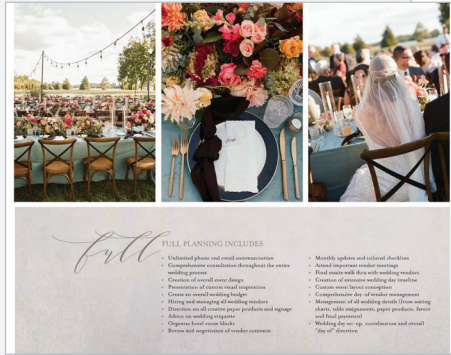 full
FULL PLANNING INCLUDES
• Unlimited phone and email communication
• Comprehensive consultation throughout the entire
wedding process
• Creation of overall event design
• Presentation of custom visual inspiration
• Create an overall wedding budget
• Hiring and managing all wedding vendors
• Direction on all creative paper products and signage
• Advice on wedding etiquette
• Organize hotel room blocks
• Review and negotiation of vendor contracts
• Monthly updates and tailored checklists
• Attend important vendor meetings
• Final onsite walk thru with wedding vendors
• Creation of extensive wedding day timeline
• Custom event layout conception
• Comprehensive day-of vendor management
• Management of all wedding details (from seating
charts, table assignments, paper products, favors
and final payments)
• Wedding day set-up, coordination and overall
"day of" direction